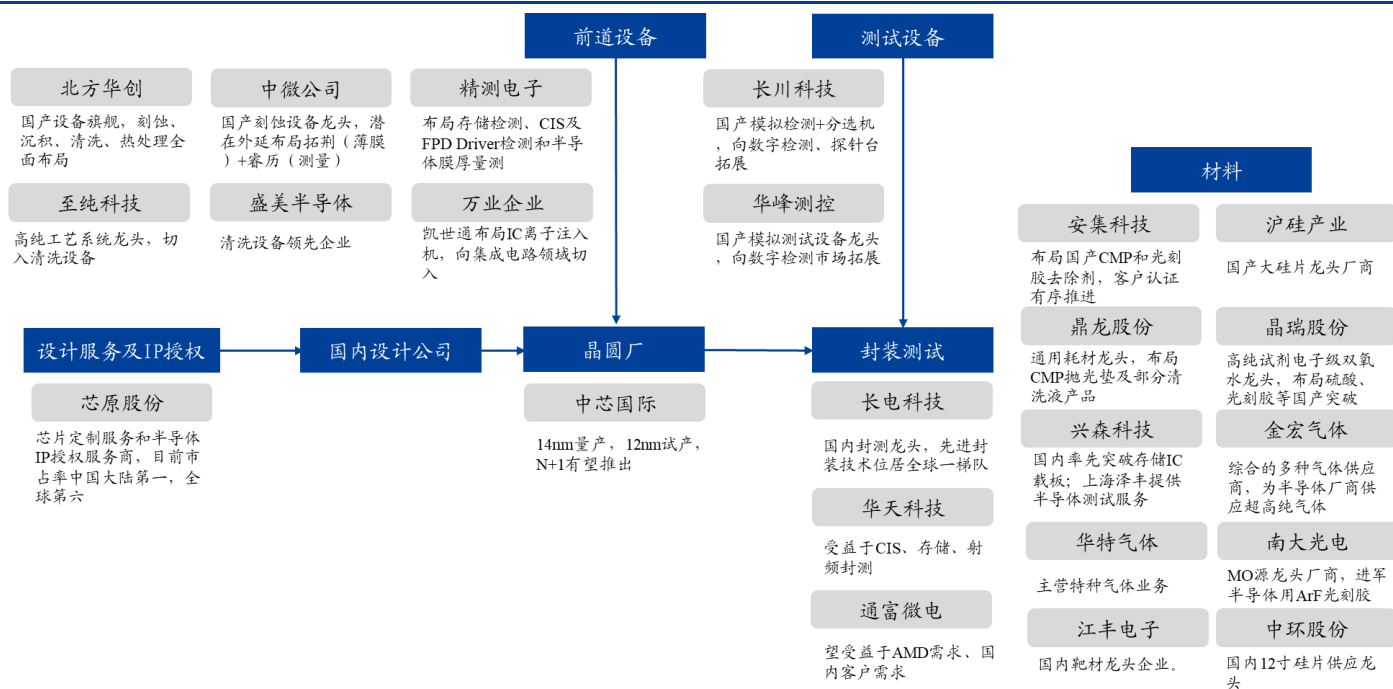 前道设备
测试设备
北方华创
国产设备旗舰，刻蚀、
沉积、清洗、热处理全
面布局
中微公司
国产刻蚀设备龙头，潜
在外延布局拓荆（薄膜
）+睿历（测量）
精测电子
布局存储检测、CIS及
FPD Driver检测和半导
体膜厚量测
长川科技
国产模拟检测+分选机
，向数字检测、探针台
拓展
至纯科技
高纯工艺系统龙头，切
入清洗设备
盛美半导体
清洗设备领先企业
万业企业
凯世通布局IC离子注入
机，向集成电路领域切
入
华峰测控
国产模拟测试设备龙头
，向数字检测市场拓展
设计服务及IP授权
国内设计公司
晶圆厂
封装测试
芯原股份
芯片定制服务和半导体
IP授权服务商，目前市
占率中国大陆第一，全
球第六
中芯国际
14nm量产，12nm试产，
N+1有望推出
长电科技
国内封测龙头，先进封
装技术位居全球一梯队
华天科技
受益于CIS、存储、射
频封测
通富微电
望受益于AMD需求、国
内客户需求
材料
安集科技
布局国产CMP和光刻
胶去除剂，客户认证
有序推进
沪硅产业
国产大硅片龙头厂商
鼎龙股份
通用耗材龙头，布局
CMP抛光垫及部分清
洗液产品
晶瑞股份
高纯试剂电子级双氧
水龙头，布局硫酸、
光刻胶等国产突破
兴森科技
国内率先突破存储IC
载板；上海泽丰提供
半导体测试服务
金宏气体
综合的多种气体供应
商，为半导体厂商供
应超高纯气体
华特气体
主营特种气体业务
南大光电
MO源龙头厂商，进军
半导体用ArF光刻胶
江丰电子
国内靶材龙头企业。
中环股份
国内12寸硅片供应龙
头